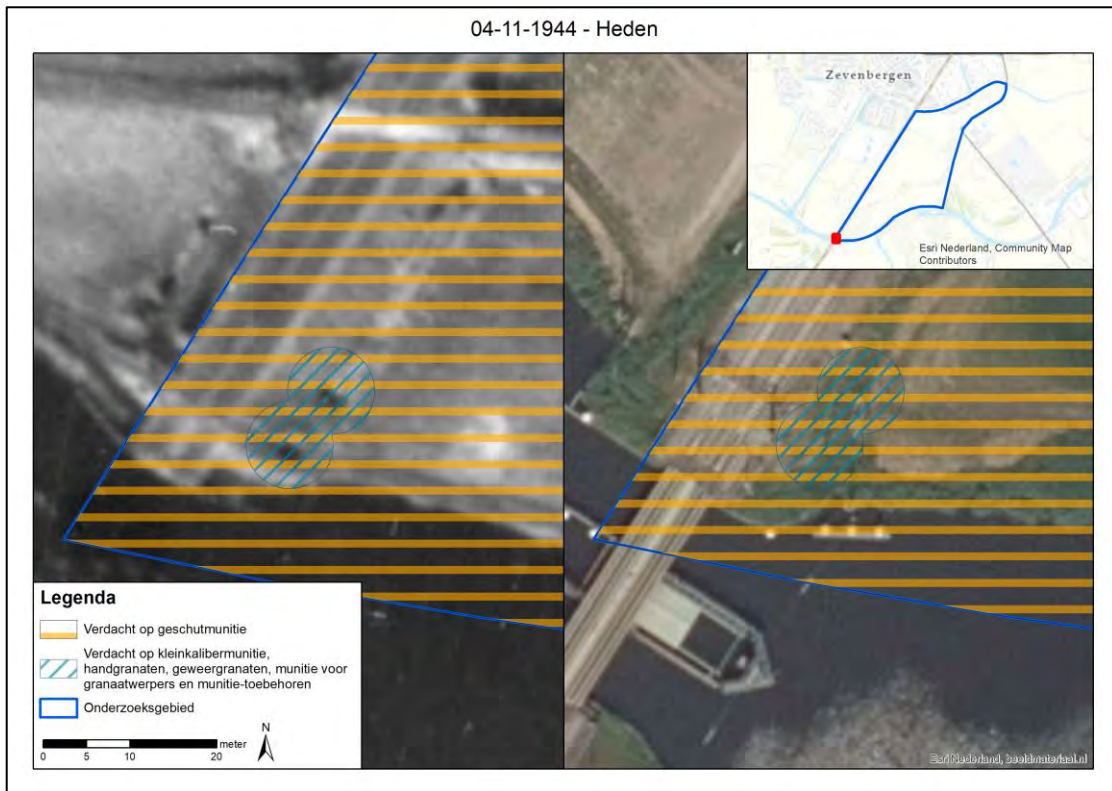 04-11-1944 - Heden
Zevenbergen
Esri Nederland, Community Map
Contributors
Legenda
Verdacht op geschutmunitie
Verdacht op kleinkalibermunitie,
handgranaten, geweergranaten, munitie voor
granaatwerpers en munitie-toebehoren
Onderzoeksgebied
meter
0 5 10 20
N
Esri Nederland, beeldmateriaal.nl